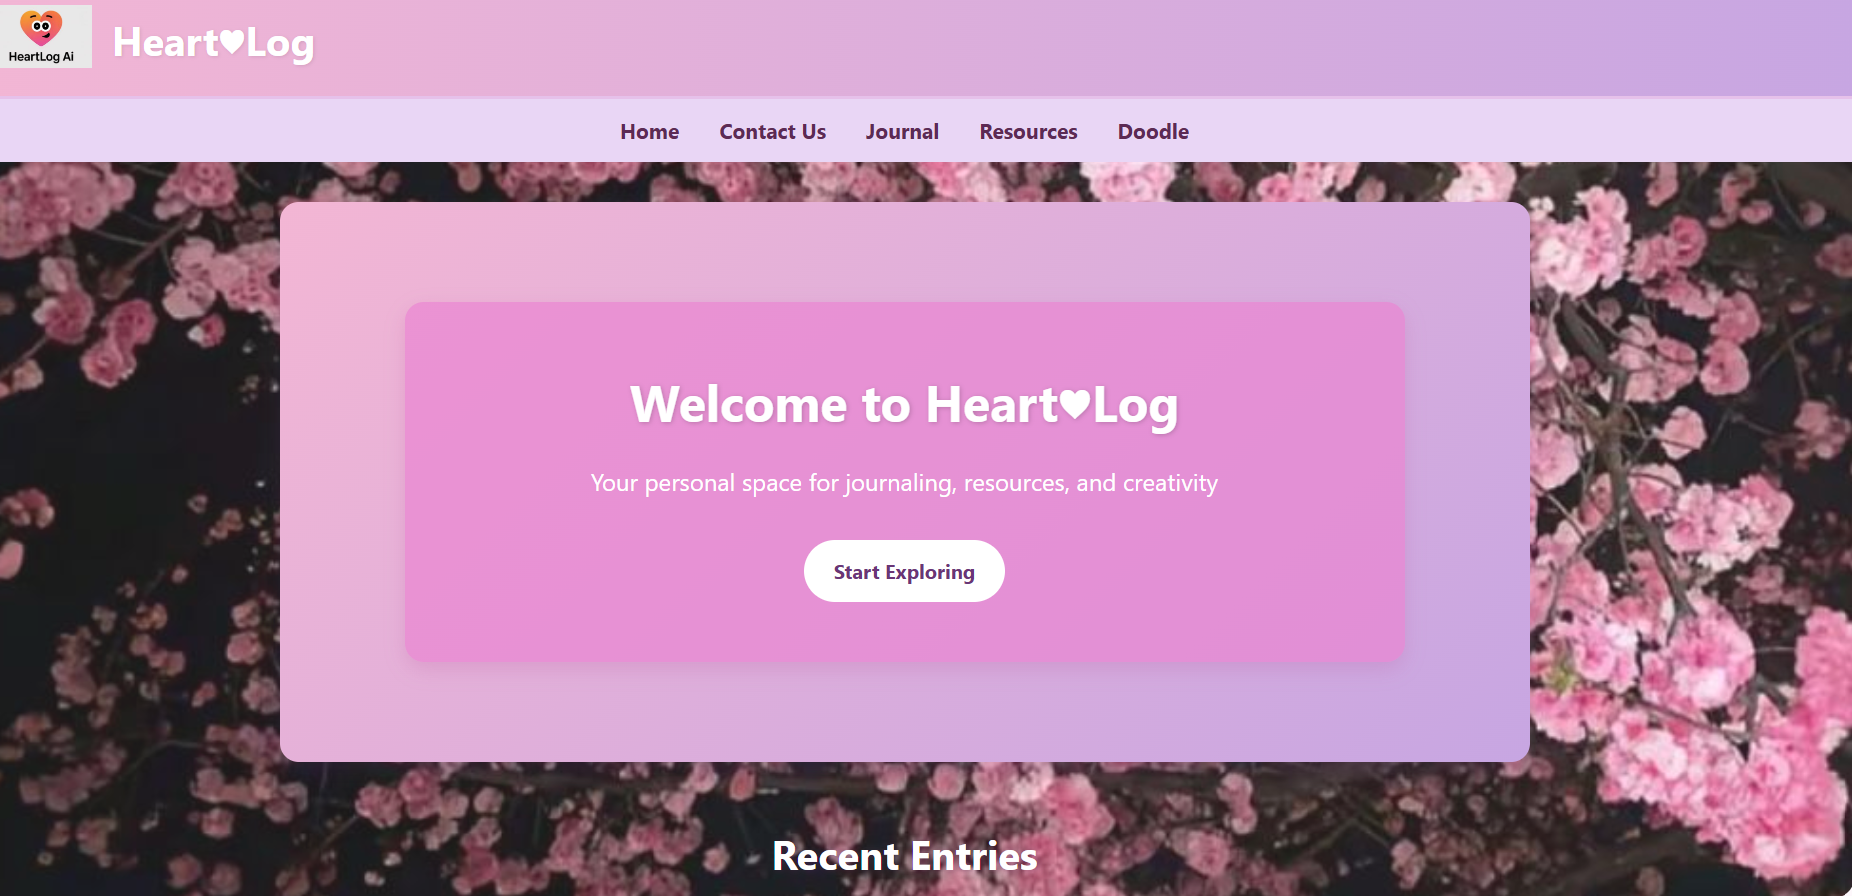 HeartLog Ai
Heart♥Log
Home Contact Us Journal Resources Doodle
Welcome to Heart♥Log
Your personal space for journaling, resources, and creativity
Start Exploring
Recent Entries